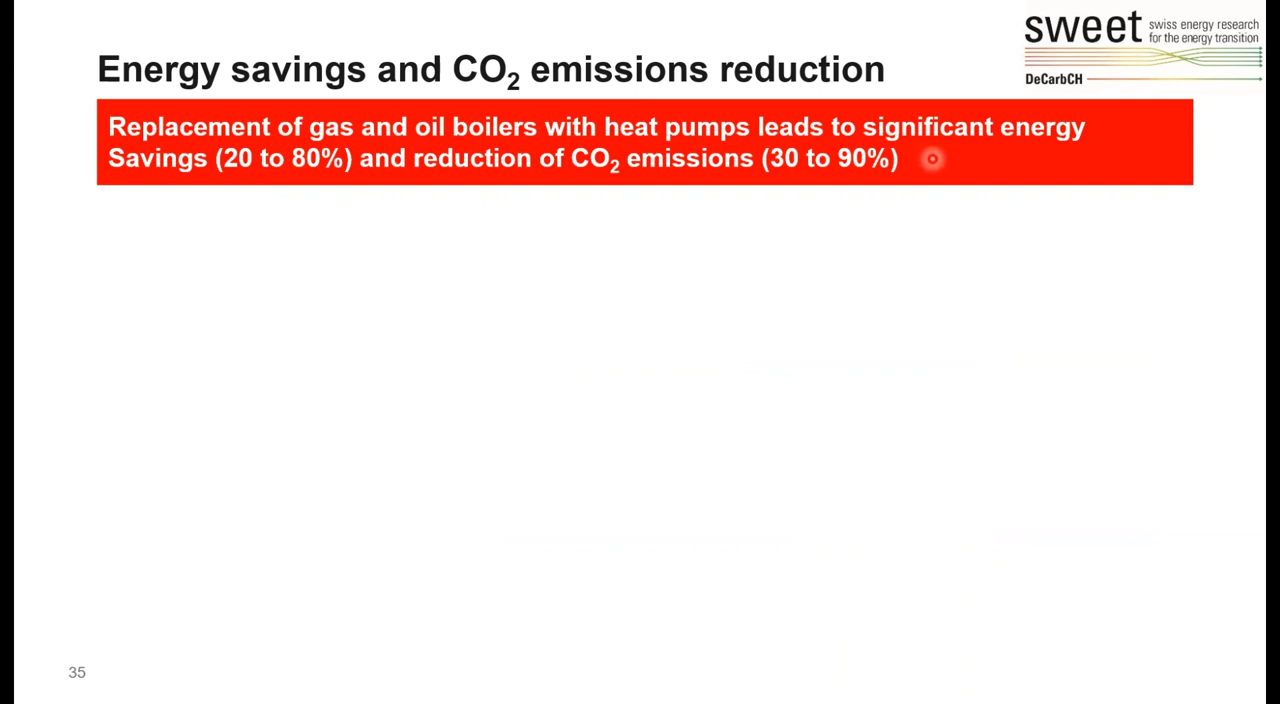 sweet swiss energy research
for the energy transition
DeCarbCH
Energy savings and CO₂ emissions reduction
Replacement of gas and oil boilers with heat pumps leads to significant energy
Savings (20 to 80%) and reduction of CO₂ emissions (30 to 90%)
35